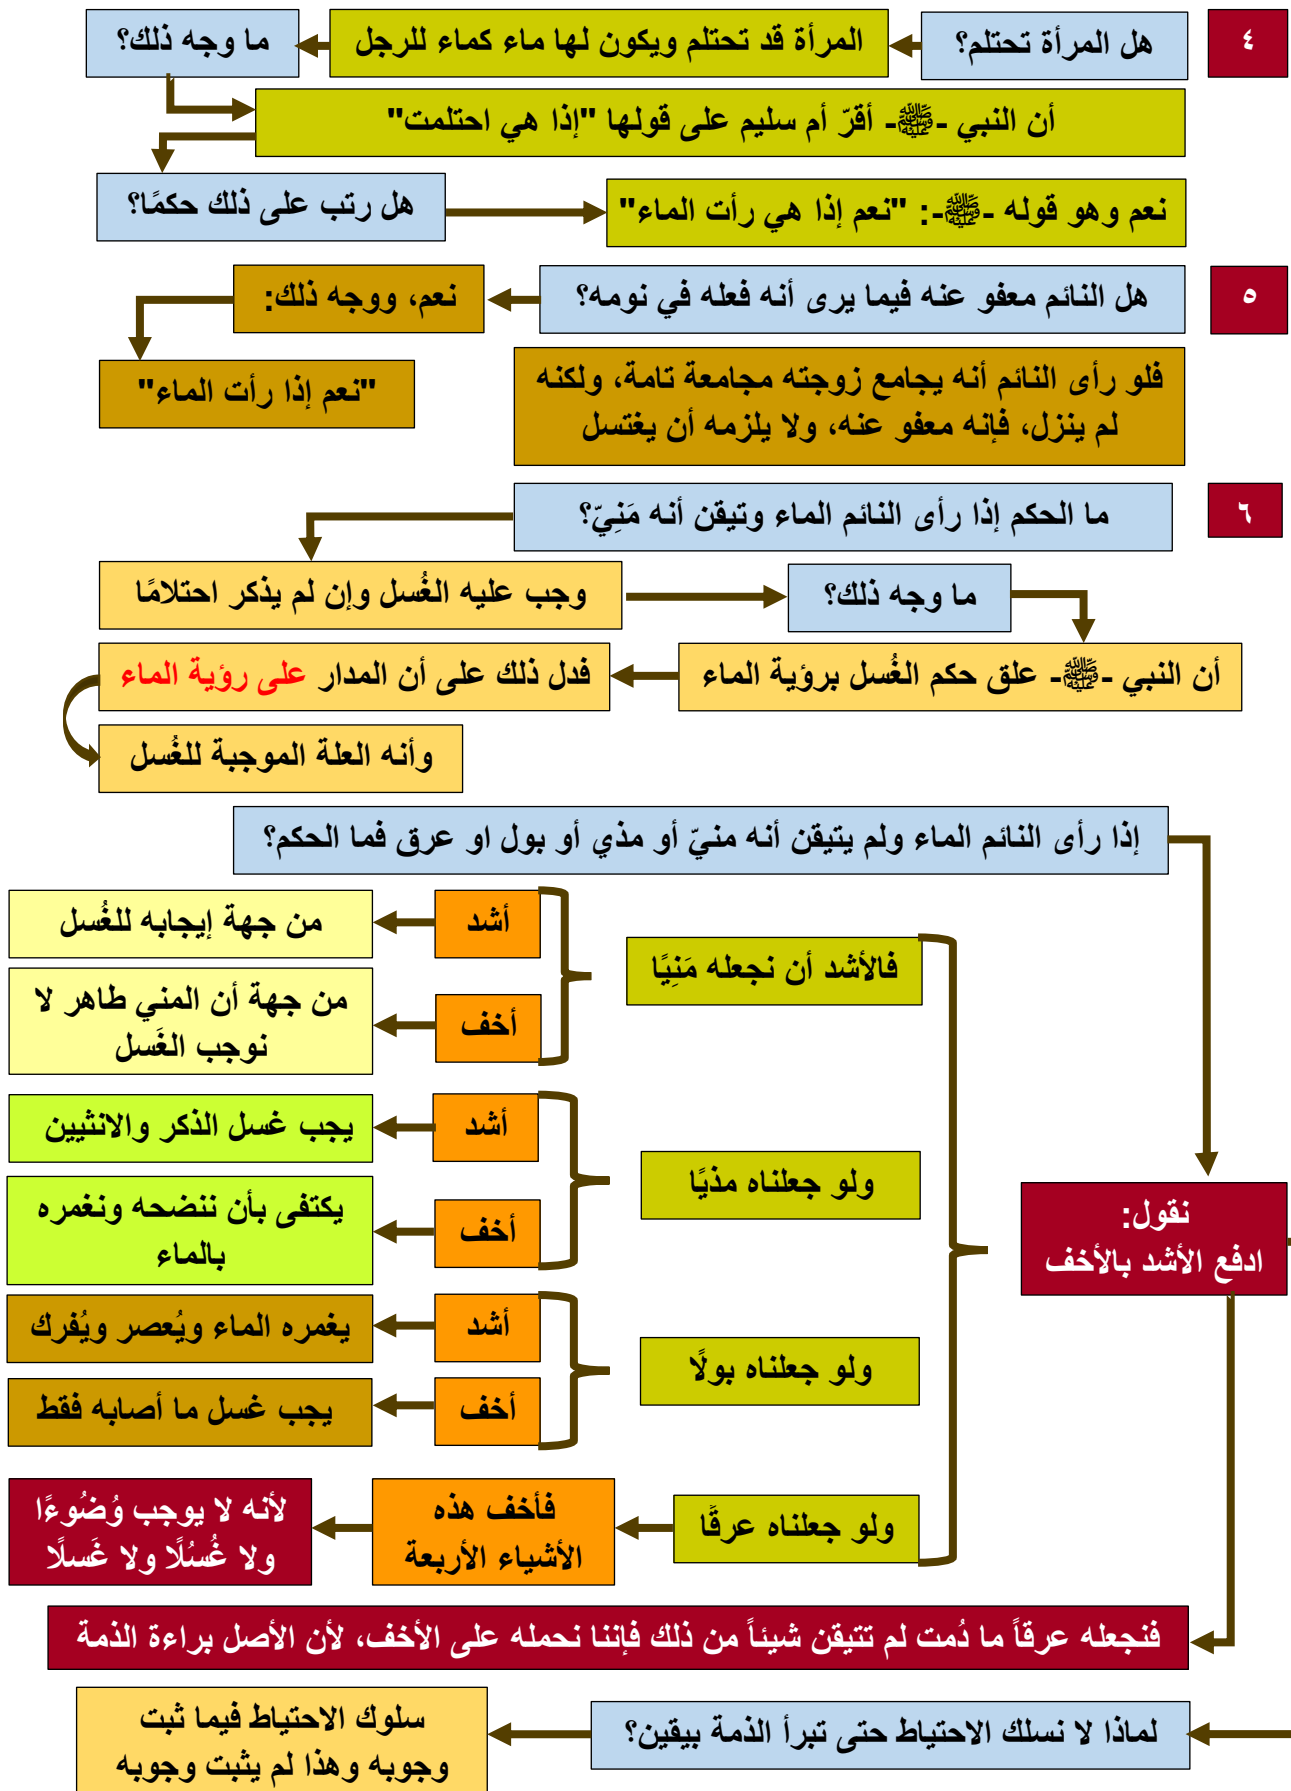 ٤
هل المرأة تحتلم؟
المرأة قد تحتلم ويكون لها ماء كماء للرجل
ما وجه ذلك؟
أن النبي -ﷺ- أقرّ أم سليم على قولها "إذا هي احتلمت"
هل رتب على ذلك حكمًا؟
نعم وهو قوله -ﷺ-: "نعم إذا هي رأت الماء"
٥
هل النائم معفو عنه فيما يرى أنه فعله في نومه؟
نعم، ووجه ذلك:
"نعم إذا رأت الماء"
فلو رأى النائم أنه يجامع زوجته مجامعة تامة، ولكنه
لم ينزل، فإنه معفو عنه، ولا يلزمه أن يغتسل
٦
ما الحكم إذا رأى النائم الماء وتيقن أنه مَنِيّ؟
وجب عليه الغُسل وإن لم يذكر احتلامًا
ما وجه ذلك؟
أن النبي -ﷺ- علق حكم الغُسل برؤية الماء
فدل ذلك على أن المدار على رؤية الماء
وأنه العلة الموجبة للغُسل
إذا رأى النائم الماء ولم يتيقن أنه منيّ أو مذي أو بول او عرق فما الحكم؟
نقول:
ادفع الأشد بالأخف
فالأشد أن نجعله مَنِيًا
أشد
من جهة إيجابه للغُسل
أخف
من جهة أن المني طاهر لا
نوجب الغَسل
ولو جعلناه مذيًا
أشد
يجب غسل الذكر والانثيين
أخف
يكتفى بأن ننضحه ونغمره
بالماء
ولو جعلناه بولًا
أشد
يغمره الماء ويُعصر ويُفرك
أخف
يجب غسل ما أصابه فقط
ولو جعلناه عرقًا
فأخف هذه
الأشياء الأربعة
لأنه لا يوجب وُضُوءًا
ولا غُسُلًا ولا غَسلًا
فنجعله عرقاً ما دُمت لم تتيقن شيئاً من ذلك فإننا نحمله على الأخف، لأن الأصل براءة الذمة
لماذا لا نسلك الاحتياط حتى تبرأ الذمة بيقين؟
سلوك الاحتياط فيما ثبت
وجوبه وهذا لم يثبت وجوبه